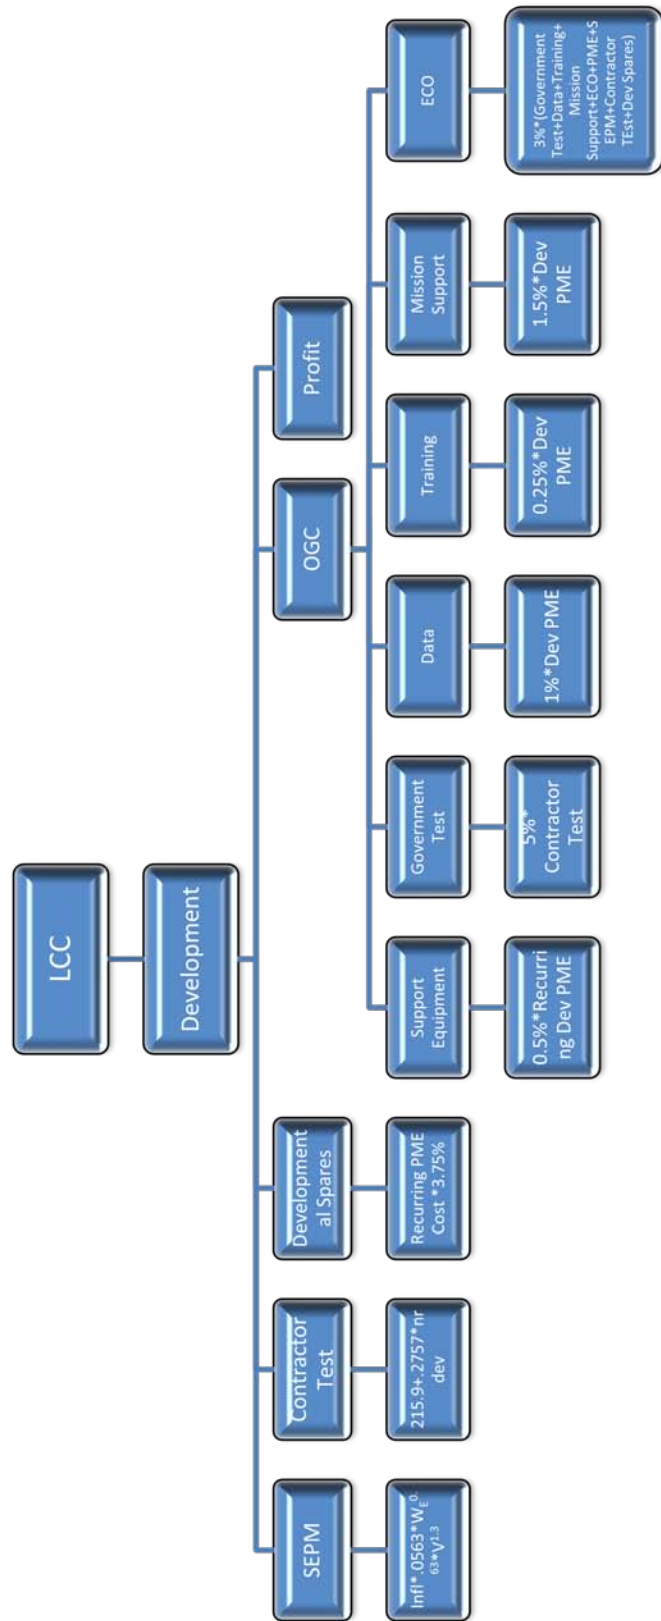 LCC
Development
SEPM
Contractor
Test
Development
al Spares
OGC
Profit
Infl*.0563*W_E^0.
63*V^1.3
215.9+.2757*nr
dev
Recurring PME
Cost *3.75%
Support
Equipment
Government
Test
Data
Training
Mission
Support
ECO
0.5%*Recurri
ng Dev PME
5%*
Contractor
Test
1%*Dev PME
0.25%*Dev
PME
1.5%*Dev
PME
3%*(Government
Test+Data+Training+
Mission
Support+ECO+PME+S
EPM+Contractor
TEst+Dev Spares)